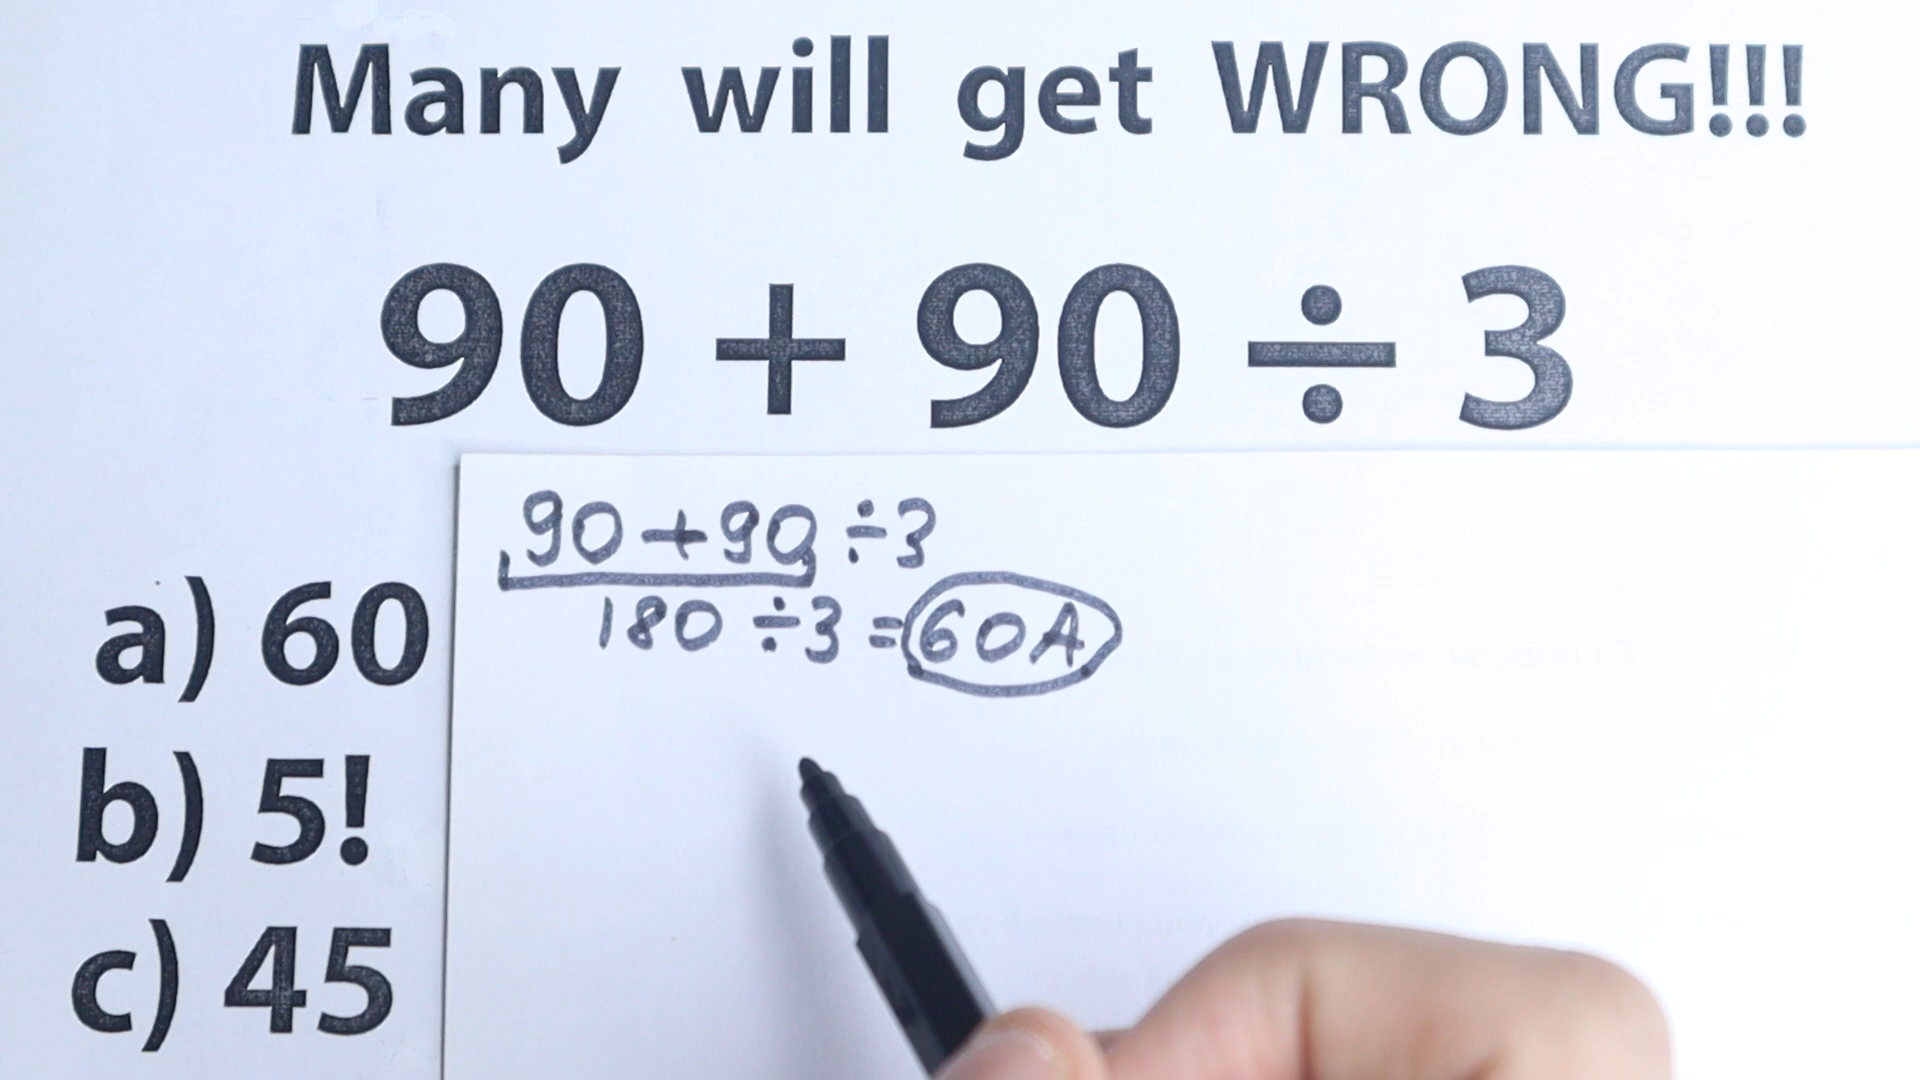 Many will get WRONG!!!
90 + 90 ÷ 3
90+90 ÷3
180 ÷3 = 60A
a) 60
b) 5!
c) 45